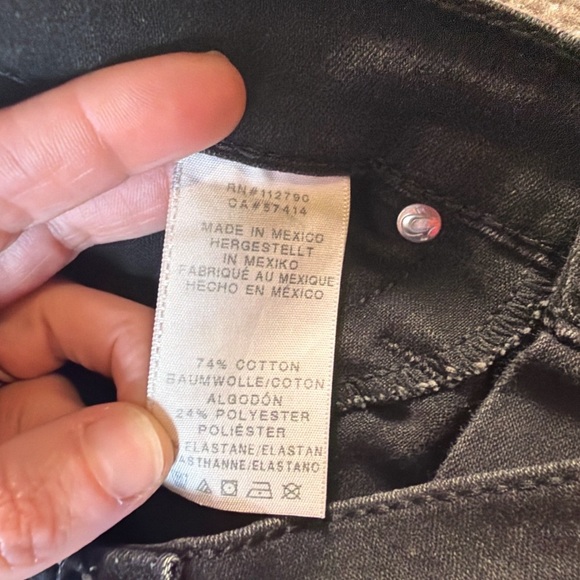 RN#112790
CA#57414
MADE IN MEXICO
HERGESTELLT
IN MEXIKO
FABRIQUÉ AU MEXIQUE
HECHO EN MÉXICO
74% COTTON
BAUMWOLLE/COTON
ALGODÓN
24% POLYESTER
POLIÉSTER
ELASTANE/ELASTAN
ASTHANNE/ELASTANO